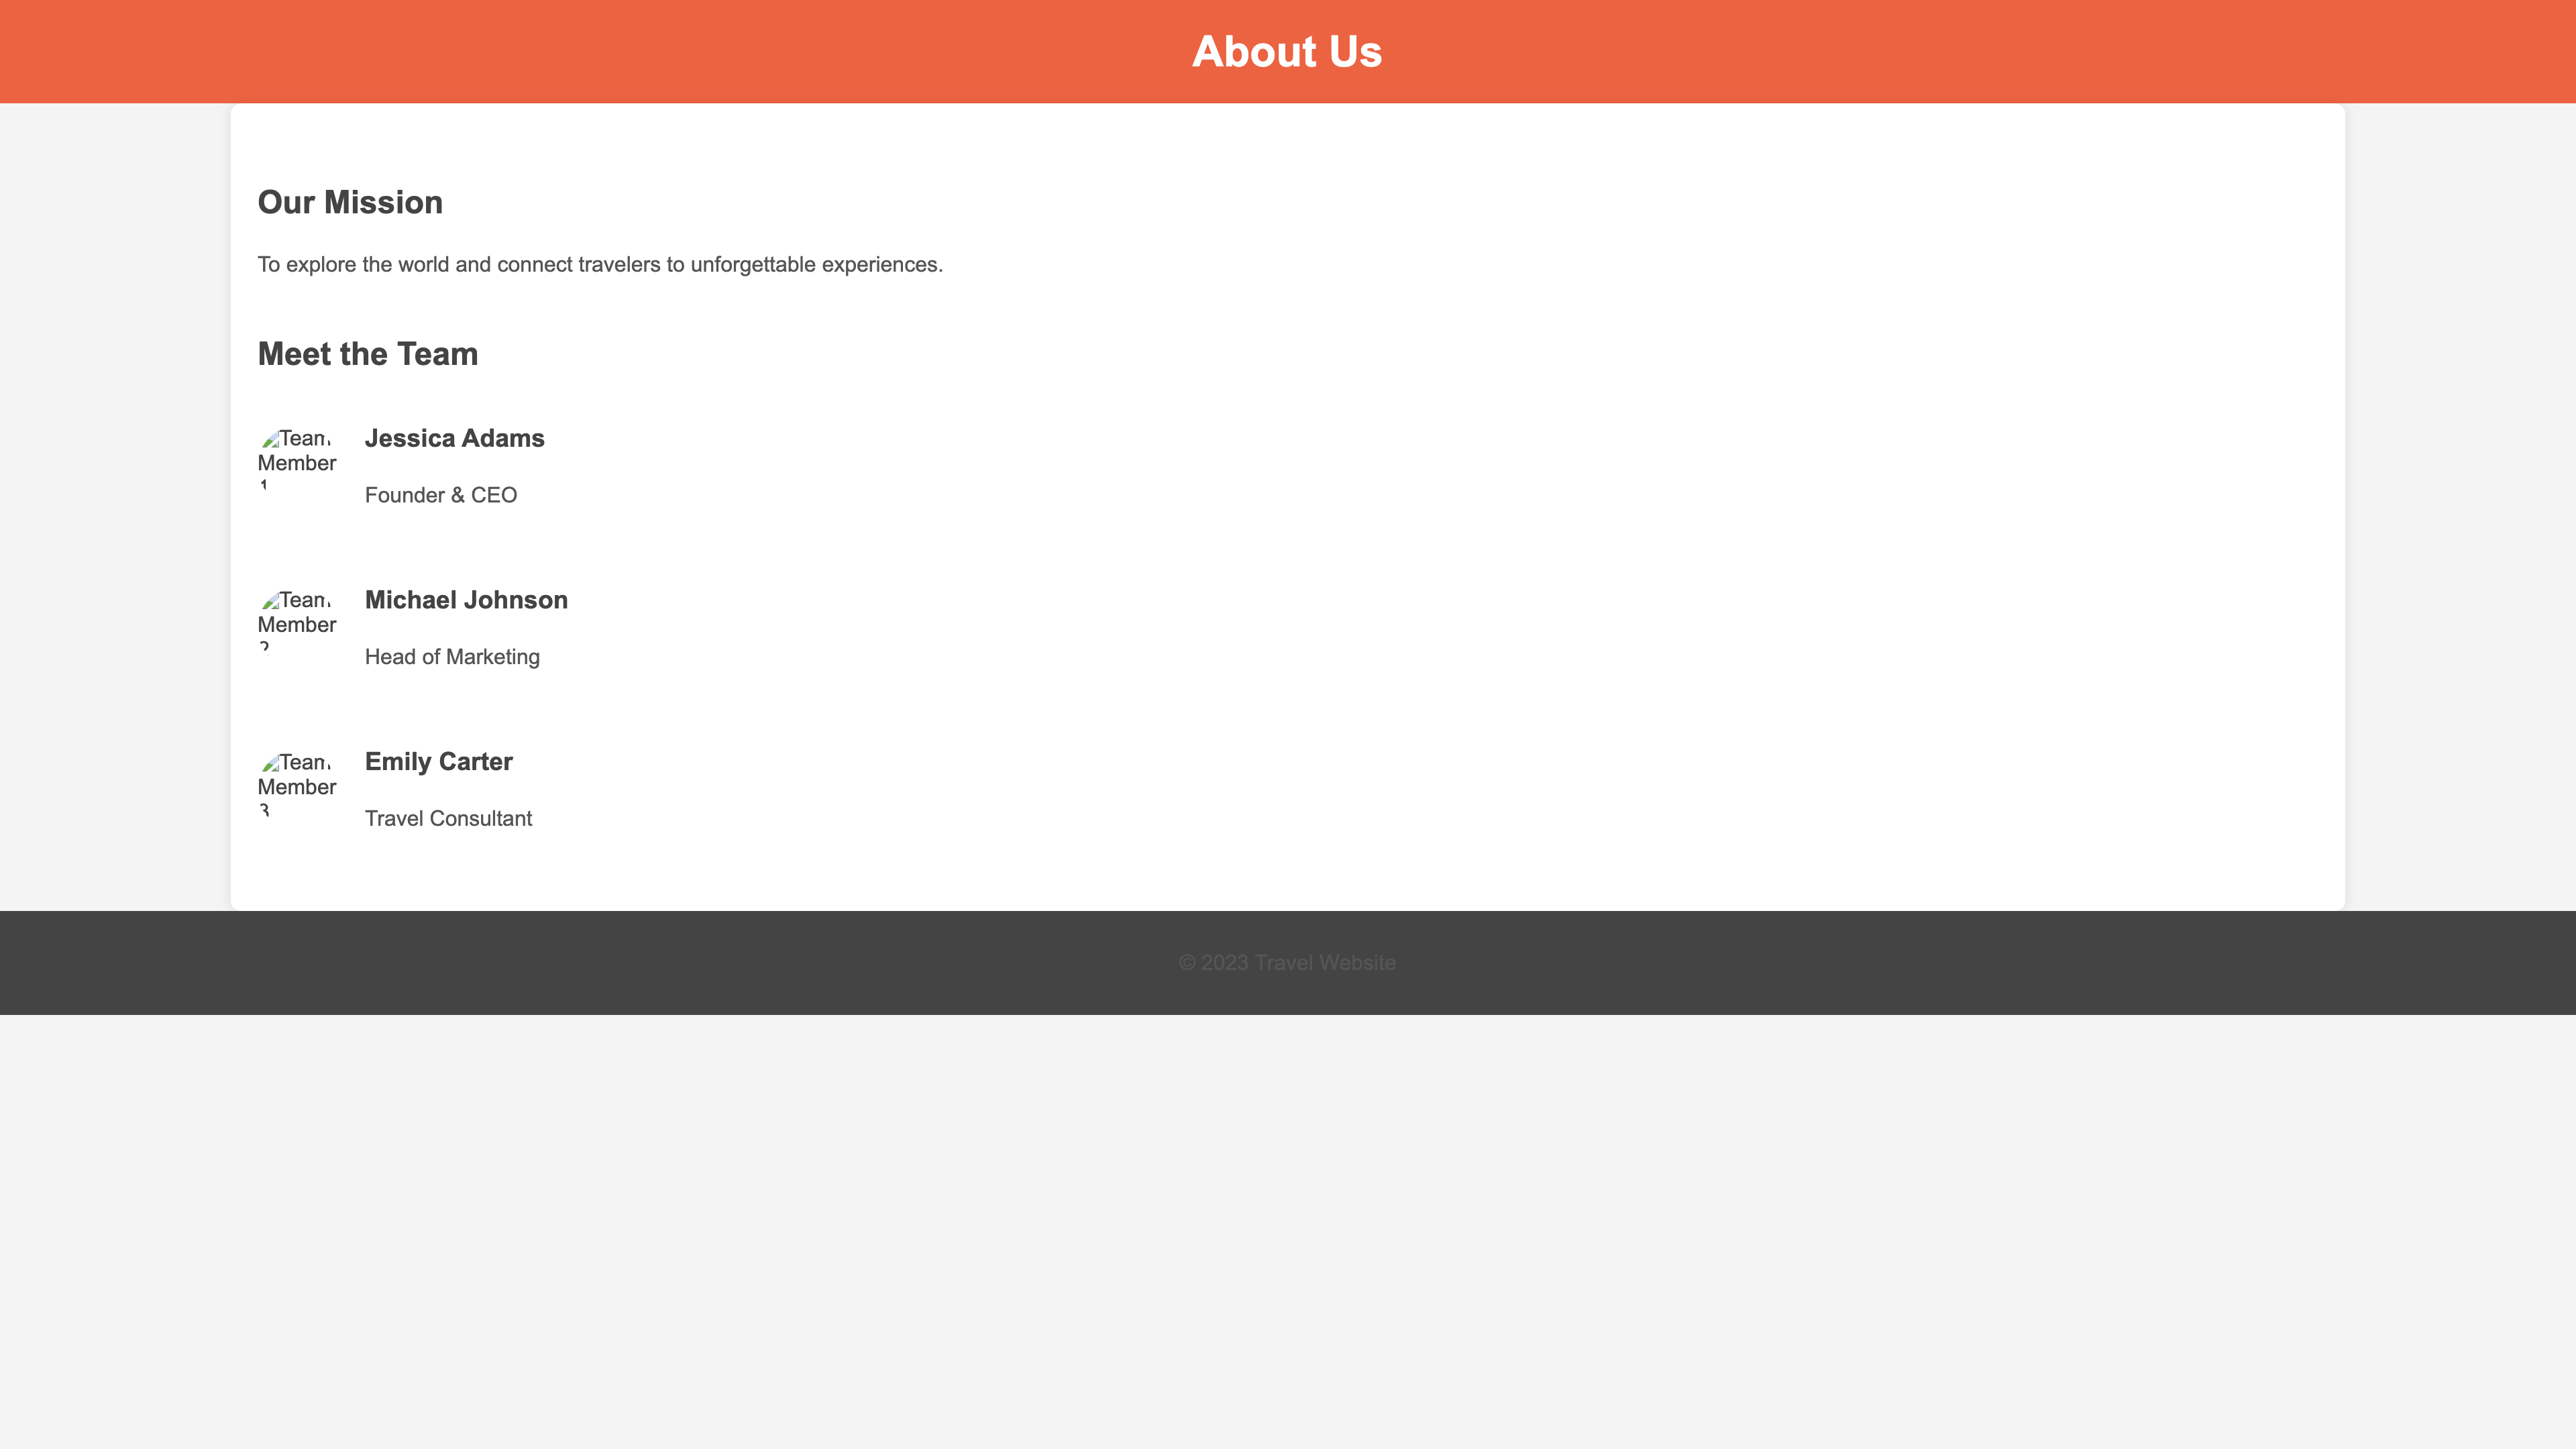 About Us
Our Mission
To explore the world and connect travelers to unforgettable experiences.
Meet the Team
Team
Member
1
Jessica Adams
Founder & CEO
Team
Member
2
Michael Johnson
Head of Marketing
Team
Member
3
Emily Carter
Travel Consultant
© 2023 Travel Website